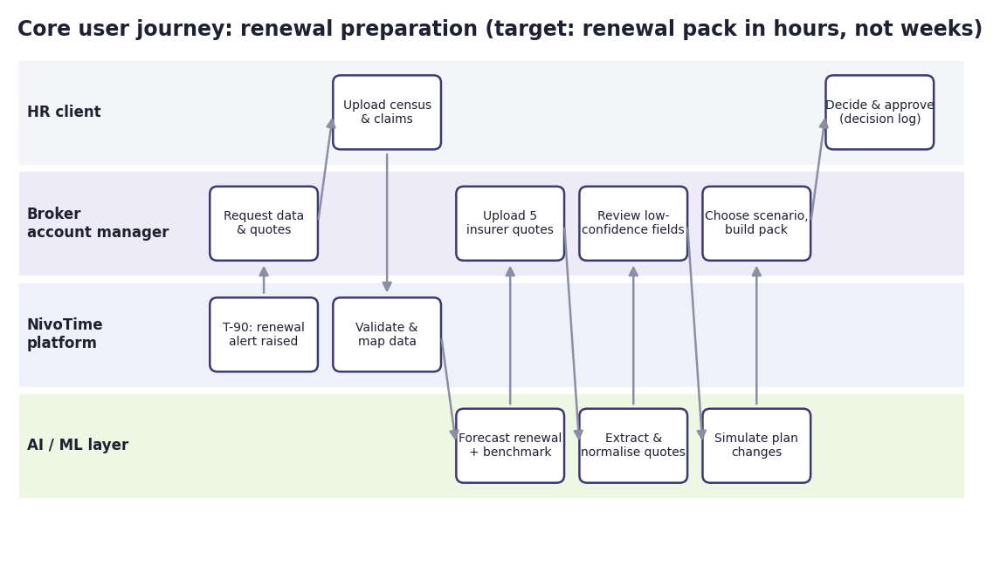 Core user journey: renewal preparation (target: renewal pack in hours, not weeks)
HR client
Upload census
& claims
Decide & approve
(decision log)
Broker
account manager
Request data
& quotes
Upload 5
insurer quotes
Review low-
confidence fields
Choose scenario,
build pack
NivoTime
platform
T-90: renewal
alert raised
Validate &
map data
AI / ML layer
Forecast renewal
+ benchmark
Extract &
normalise quotes
Simulate plan
changes